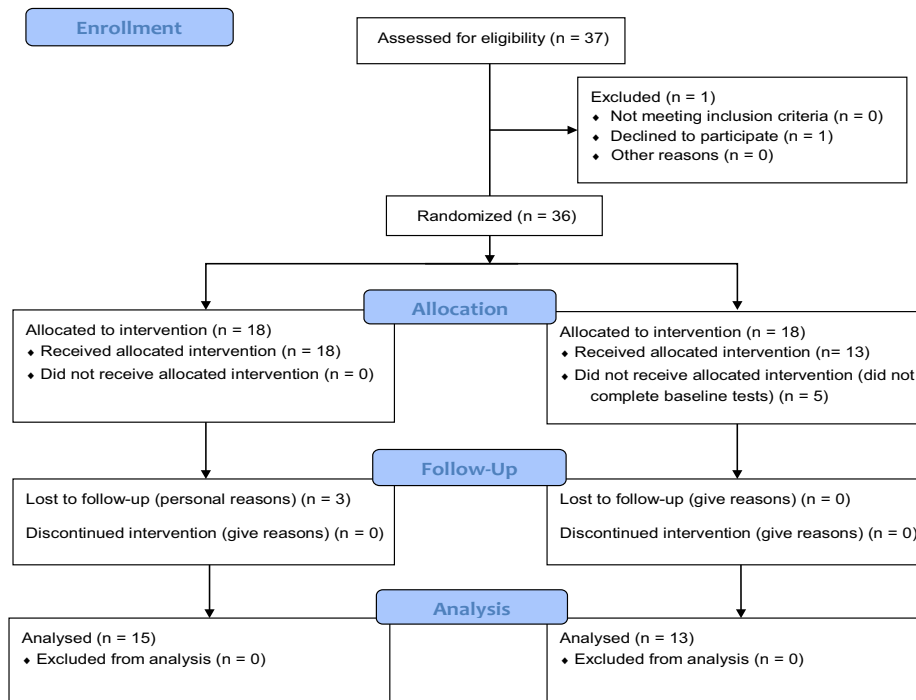 Enrollment
Assessed for eligibility (n = 37)
Excluded (n = 1)
⬥ Not meeting inclusion criteria (n = 0)
⬥ Declined to participate (n = 1)
⬥ Other reasons (n = 0)
Randomized (n = 36)
Allocation
Allocated to intervention (n = 18)
⬥ Received allocated intervention (n = 18)
⬥ Did not receive allocated intervention (n = 0)
Allocated to intervention (n = 18)
⬥ Received allocated intervention (n= 13)
⬥ Did not receive allocated intervention (did not
complete baseline tests) (n = 5)
Follow-Up
Lost to follow-up (personal reasons) (n = 3)
Discontinued intervention (give reasons) (n = 0)
Lost to follow-up (give reasons) (n = 0)
Discontinued intervention (give reasons) (n = 0)
Analysis
Analysed (n = 15)
⬥ Excluded from analysis (n = 0)
Analysed (n = 13)
⬥ Excluded from analysis (n = 0)